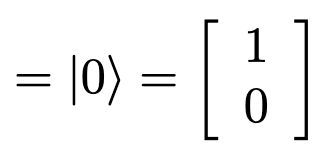 = |0⟩ = [ 1
0 ]